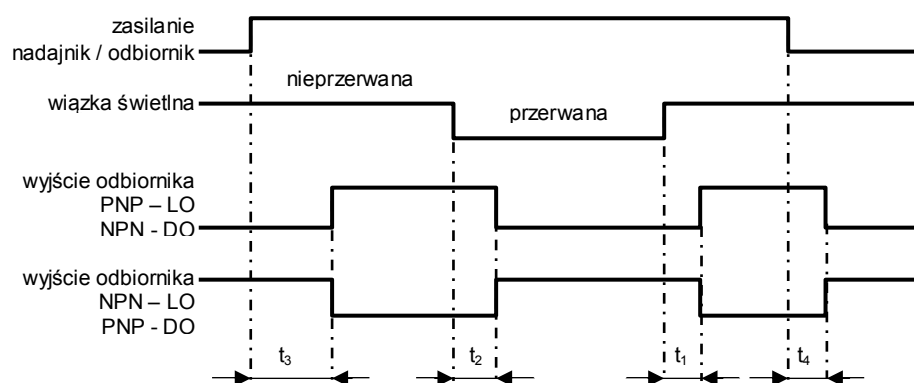 zasilanie
nadajnik / odbiornik
nieprzerwana
wiązka świetlna
przerwana
wyjście odbiornika
PNP – LO
NPN - DO
wyjście odbiornika
NPN – LO
PNP - DO
t3 t2 t1 t4